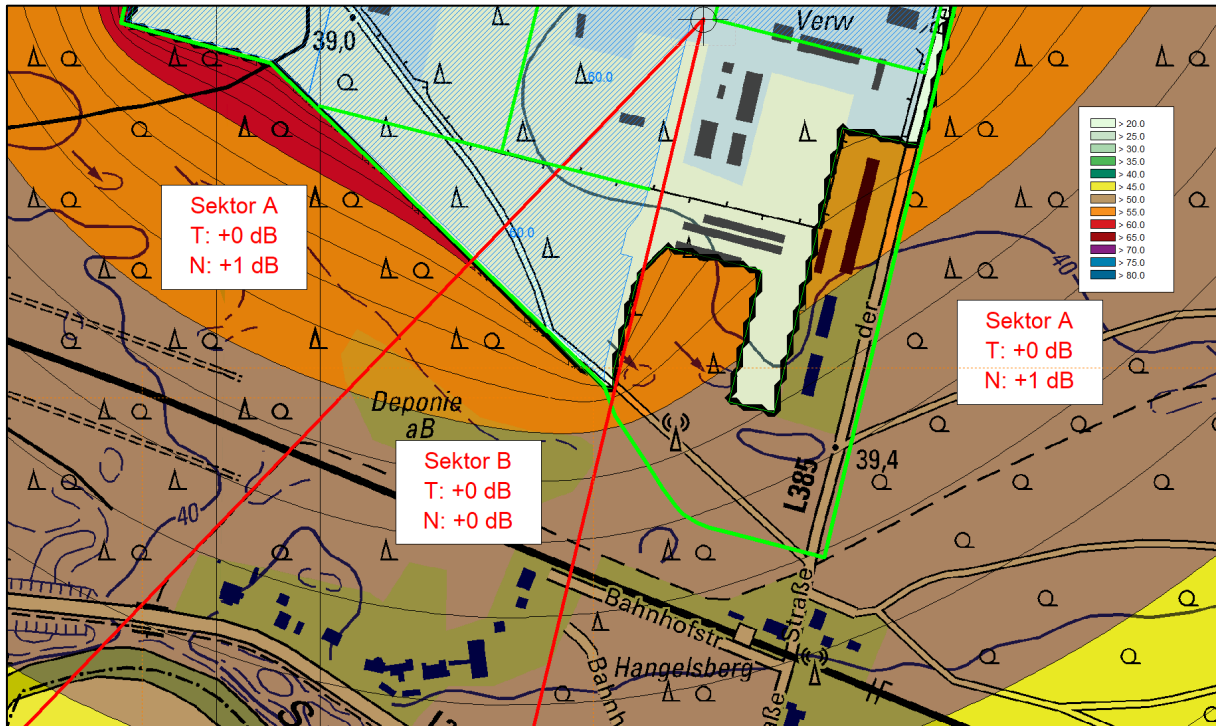 Verw
39,0
60.0
> 20.0
> 25.0
> 30.0
> 35.0
> 40.0
> 45.0
> 50.0
> 55.0
> 60.0
> 65.0
> 70.0
> 75.0
> 80.0
Sektor A
T: +0 dB
N: +1 dB
60.0
40
der
Sektor A
T: +0 dB
N: +1 dB
Deponie
aB
Sektor B
T: +0 dB
N: +0 dB
39,4
L385
40
Straße
Bahnhofstr
Hangelsberg
Bahnh
aße
S